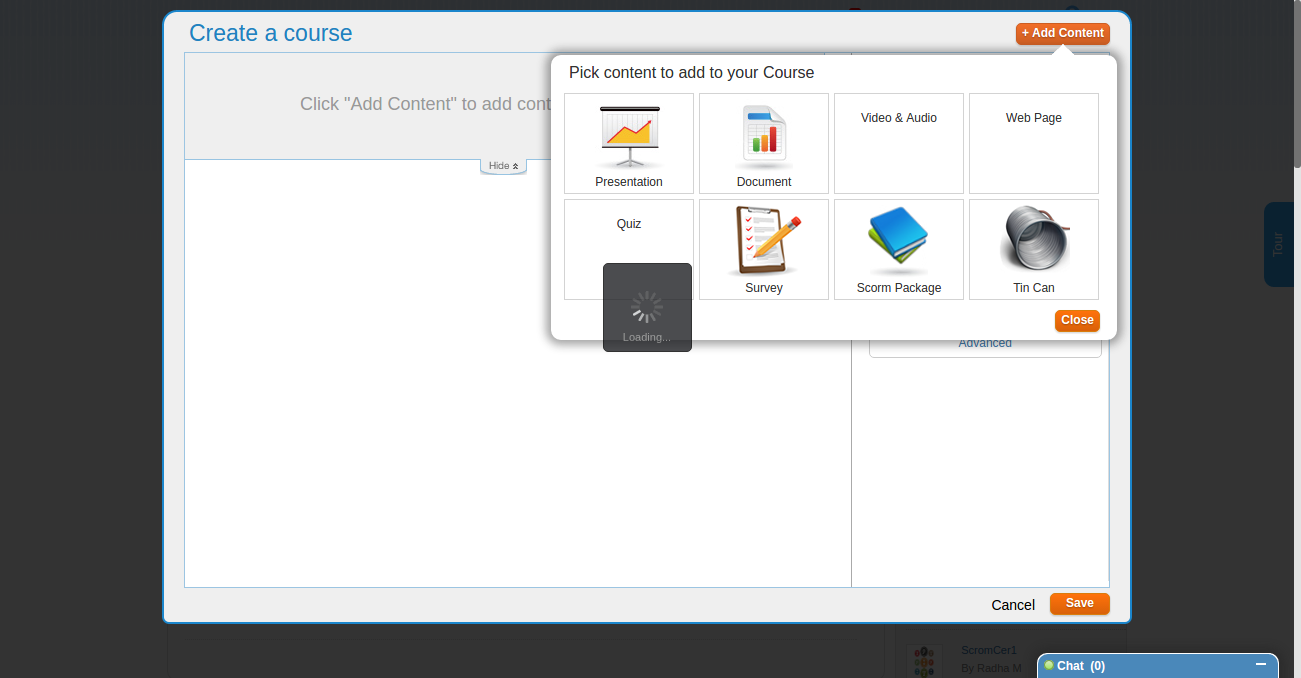 Create a course
+ Add Content
Pick content to add to your Course
Click "Add Content" to add cont
Presentation
Document
Video & Audio
Web Page
Hide
Quiz
Survey
Scorm Package
Tin Can
Loading...
Close
Advanced
Tour
Cancel
Save
ScromCer1
By Radha M
Chat (0)